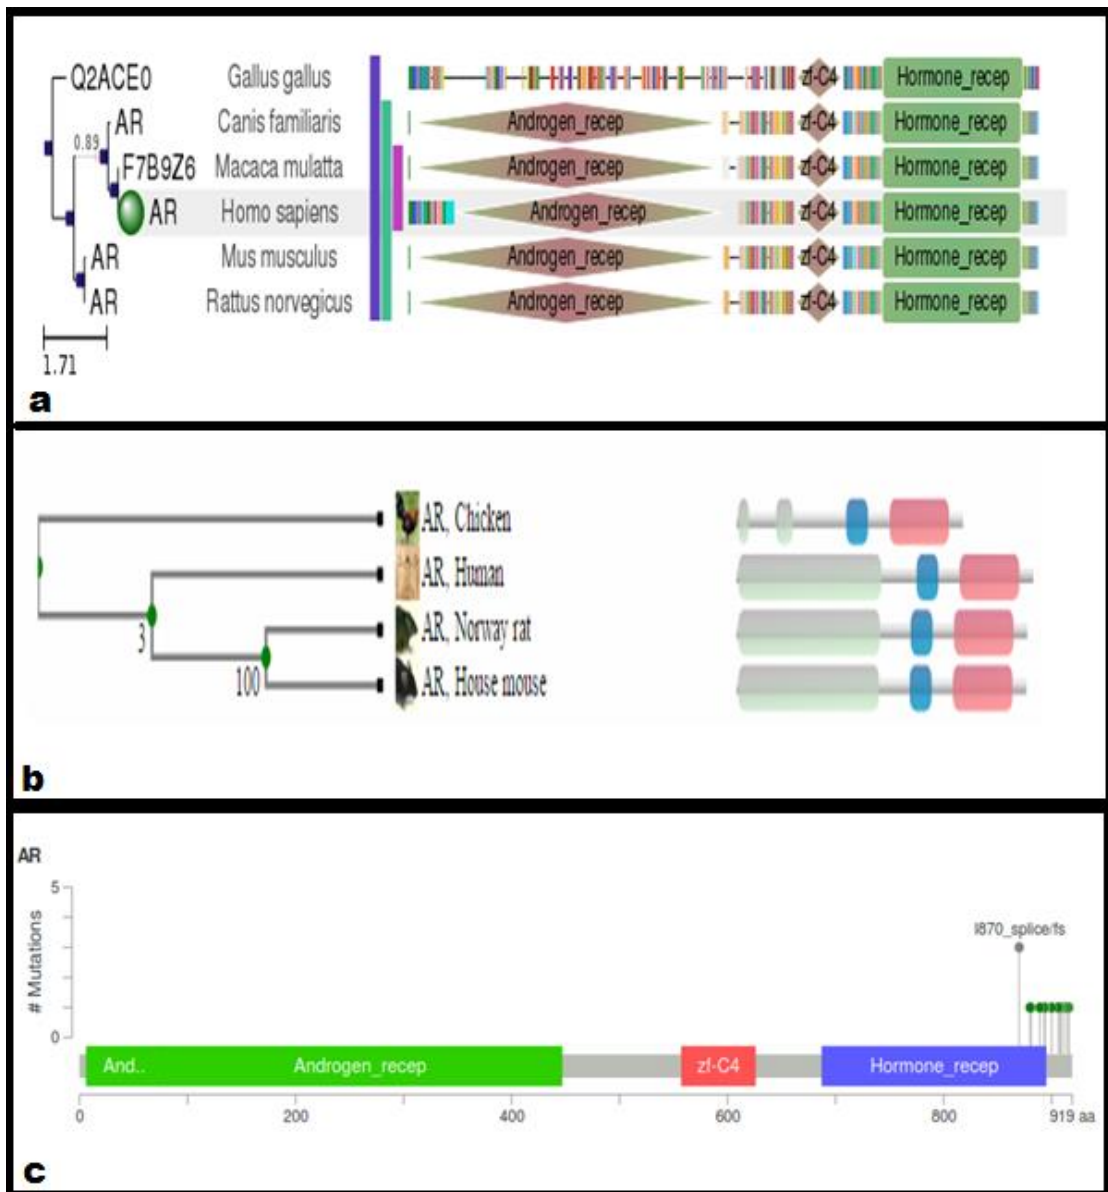 Q2ACE0 Gallus gallus zf-C4 Hormone_recep
AR Canis familiaris Androgen_recep zf-C4 Hormone_recep
0.89
F7B9Z6 Macaca mulatta Androgen_recep zf-C4 Hormone_recep
AR Homo sapiens Androgen_recep zf-C4 Hormone_recep
AR Mus musculus Androgen_recep zf-C4 Hormone_recep
AR Rattus norvegicus Androgen_recep zf-C4 Hormone_recep
1.71
a
AR, Chicken
AR, Human
AR, Norway rat
3
AR, House mouse
100
b
AR
5
# Mutations
I870_splice/fs
0
And.. Androgen_recep zf-C4 Hormone_recep
0 200 400 600 800 919 aa
c